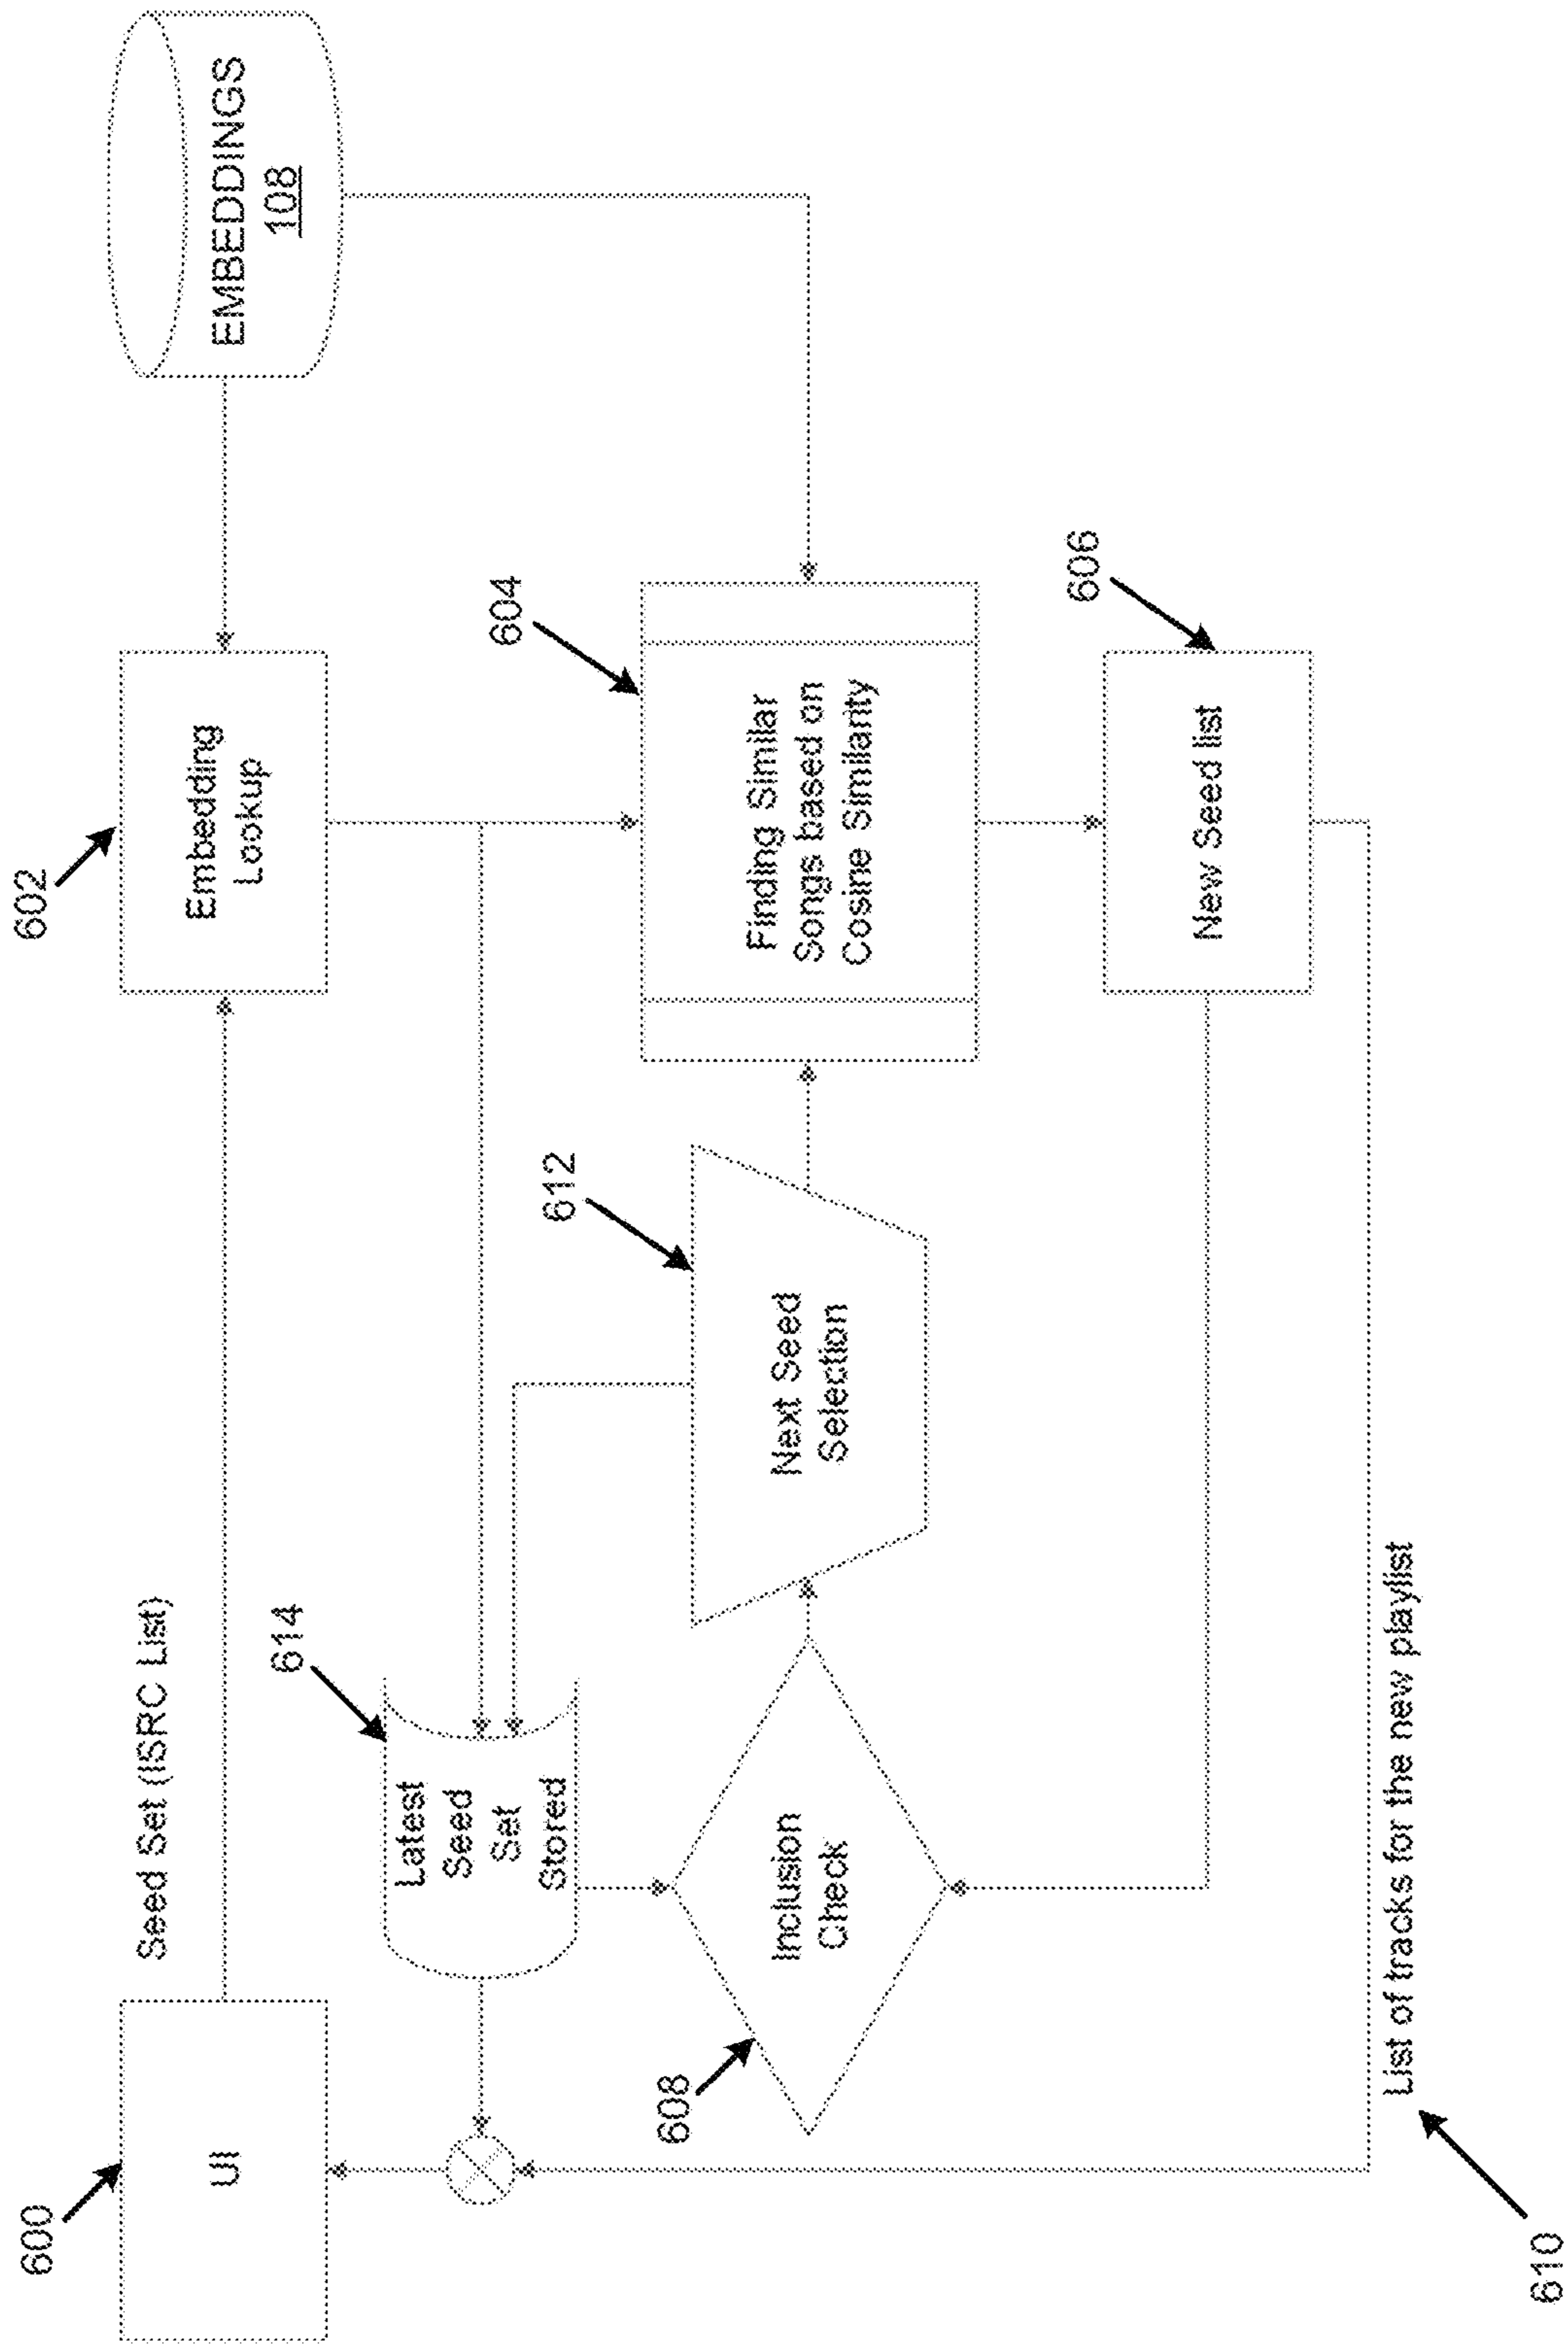 600
UI
Seed Set (ISRC List)
602
Embedding
Lookup
EMBEDDINGS
108
614
Latest
Seed
Set
Stored
612
Next Seed
Selection
604
Finding Similar
Songs based on
Cosine Similarity
608
Inclusion
Check
606
New Seed list
List of tracks for the new playlist
610